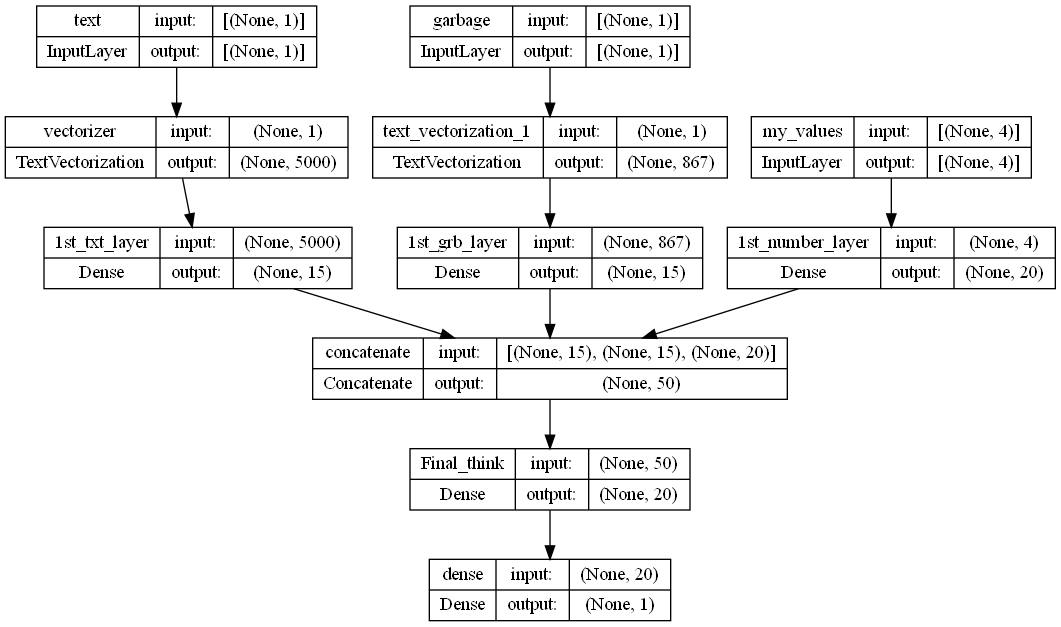 text input: [(None, 1)]
InputLayer output: [(None, 1)]
garbage input: [(None, 1)]
InputLayer output: [(None, 1)]
vectorizer input: (None, 1)
TextVectorization output: (None, 5000)
text_vectorization_1 input: (None, 1)
TextVectorization output: (None, 867)
my_values input: [(None, 4)]
InputLayer output: [(None, 4)]
1st_txt_layer input: (None, 5000)
Dense output: (None, 15)
1st_grb_layer input: (None, 867)
Dense output: (None, 15)
1st_number_layer input: (None, 4)
Dense output: (None, 20)
concatenate input: [(None, 15), (None, 15), (None, 20)]
Concatenate output: (None, 50)
Final_think input: (None, 50)
Dense output: (None, 20)
dense input: (None, 20)
Dense output: (None, 1)